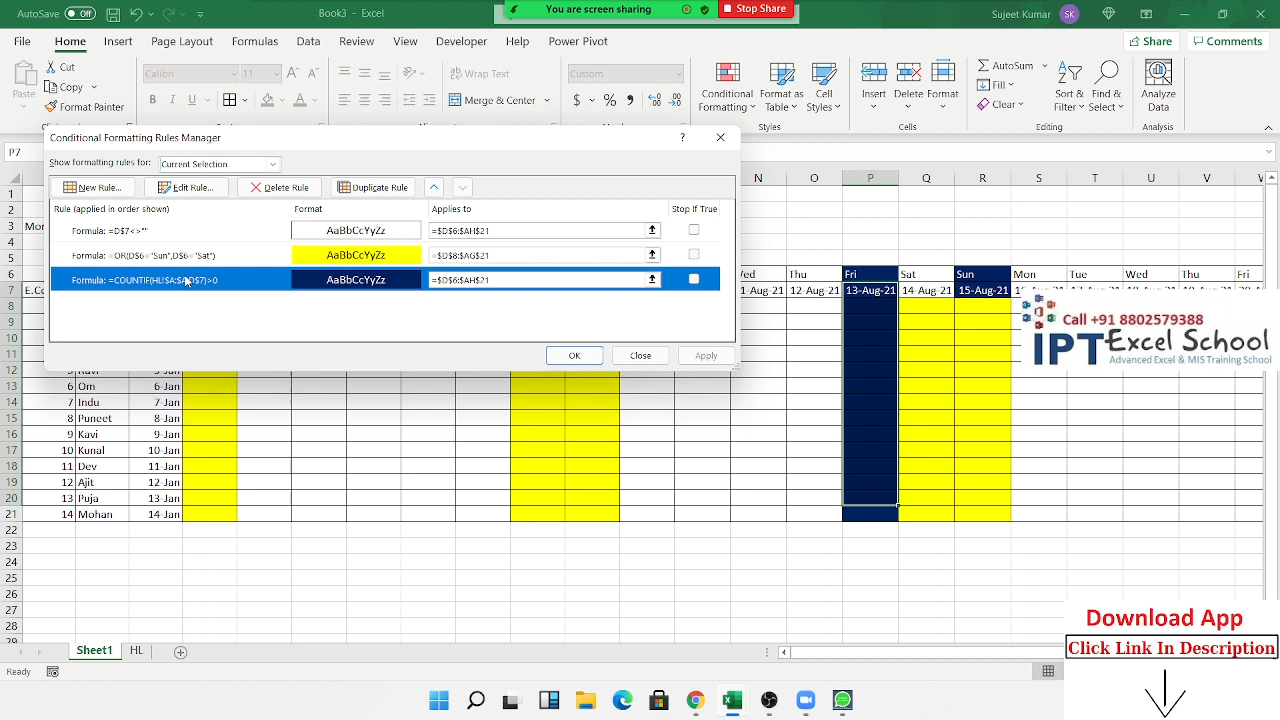 AutoSave Off
Book3 - Excel
You are screen sharing
Stop Share
Sujeet Kumar
SK
File Home Insert Page Layout Formulas Data Review View Developer Help Power Pivot
Share Comments
Paste
Cut
Copy
Format Painter
Calibri 11
Wrap Text
Merge & Center
Custom
Conditional Formatting
Format as Table
Cell Styles
Insert Delete Format
AutoSum
Fill
Clear
Sort & Filter
Find & Select
Analyze Data
Styles Cells Editing Analysis
P7
Conditional Formatting Rules Manager
Show formatting rules for: Current Selection
New Rule... Edit Rule... Delete Rule Duplicate Rule
Rule (applied in order shown) Format Applies to Stop If True
Formula: =D$7<>"" AaBbCcYyZz =$D$6:$AH$21
Formula: =OR(D$6="Sun",D$6="Sat") AaBbCcYyZz =$D$8:$AG$21
AaBbCcYyZz =$D$6:$AH$21
OK Close Apply
N O P Q R S T U V
Thu Fri Sat Sun Mon Tue Wed Thu Fri
12-Aug-21 13-Aug-21 14-Aug-21 15-Aug-21
Call +91 8802579388
IPT Excel School
Advanced Excel & MIS Training School
6 Om 6-Jan
7 Indu 7-Jan
8 Puneet 8-Jan
9 Kavi 9-Jan
10 Kunal 10-Jan
11 Dev 11-Jan
12 Ajit 12-Jan
13 Puja 13-Jan
14 Mohan 14-Jan
Sheet1 HL
Ready
Download App
Click Link In Description